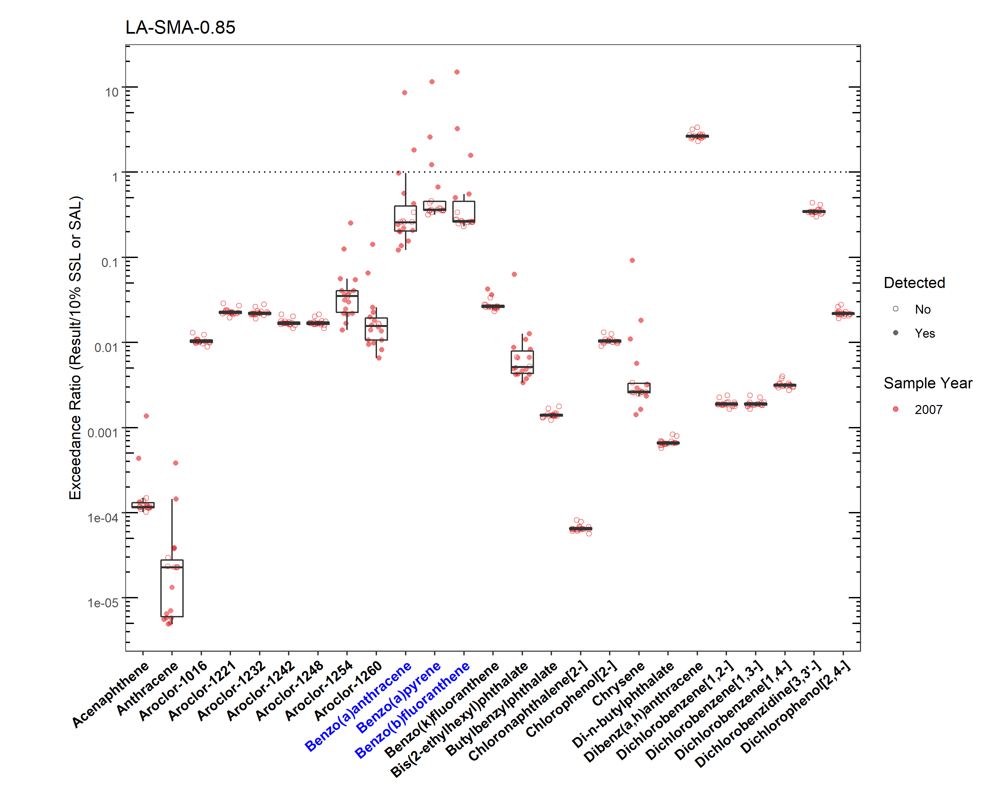 LA-SMA-0.85
Exceedance Ratio (Result/10% SSL or SAL)
10
1
0.1
0.01
0.001
1e-04
1e-05
Acenaphthene
Anthracene
Aroclor-1016
Aroclor-1221
Aroclor-1232
Aroclor-1242
Aroclor-1248
Aroclor-1254
Aroclor-1260
Benzo(a)anthracene
Benzo(a)pyrene
Benzo(b)fluoranthene
Benzo(k)fluoranthene
Bis(2-ethylhexyl)phthalate
Butylbenzylphthalate
Chloronaphthalene[2-]
Chlorophenol[2-]
Chrysene
Di-n-butylphthalate
Dibenz(a,h)anthracene
Dichlorobenzene[1,2-]
Dichlorobenzene[1,3-]
Dichlorobenzene[1,4-]
Dichlorobenzidine[3,3'-]
Dichlorophenol[2,4-]
Detected
No
Yes
Sample Year
2007